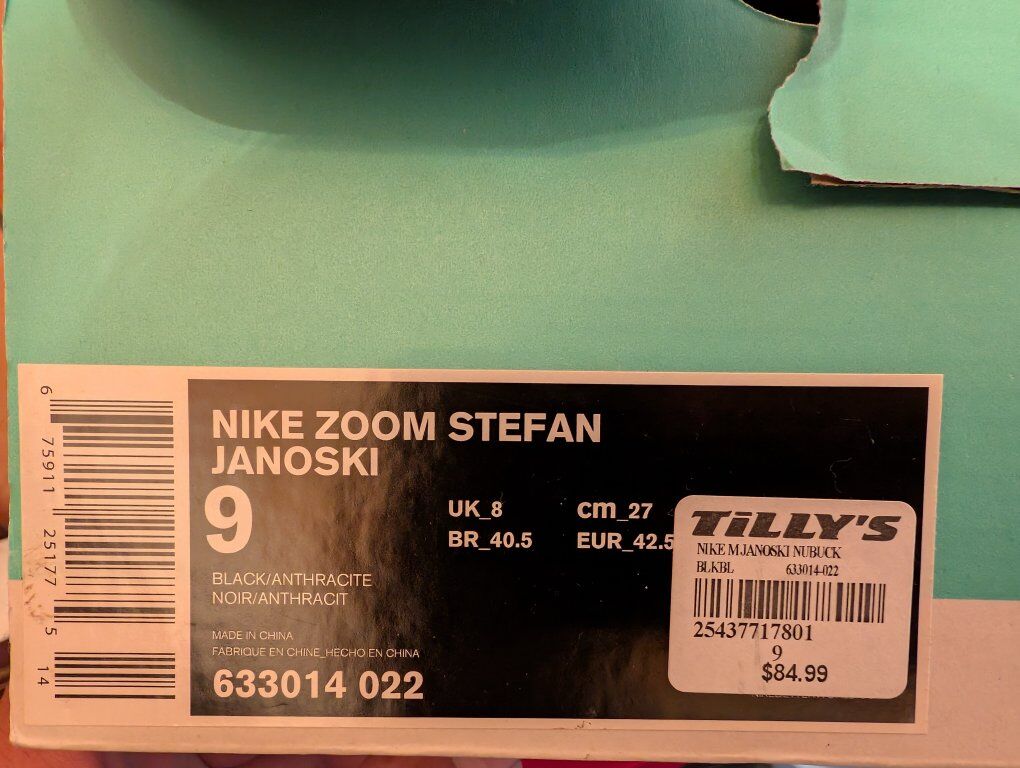 6
75911
25177
5
14
NIKE ZOOM STEFAN
JANOSKI
9
UK_8 cm_27
BR_40.5 EUR_42.5
BLACK/ANTHRACITE
NOIR/ANTHRACIT
MADE IN CHINA
FABRIQUE EN CHINE_HECHO EN CHINA
633014 022
TiLLY'S
NIKE M JANOSKI NUBUCK
BLKBL 633014-022
25437717801
9
$84.99